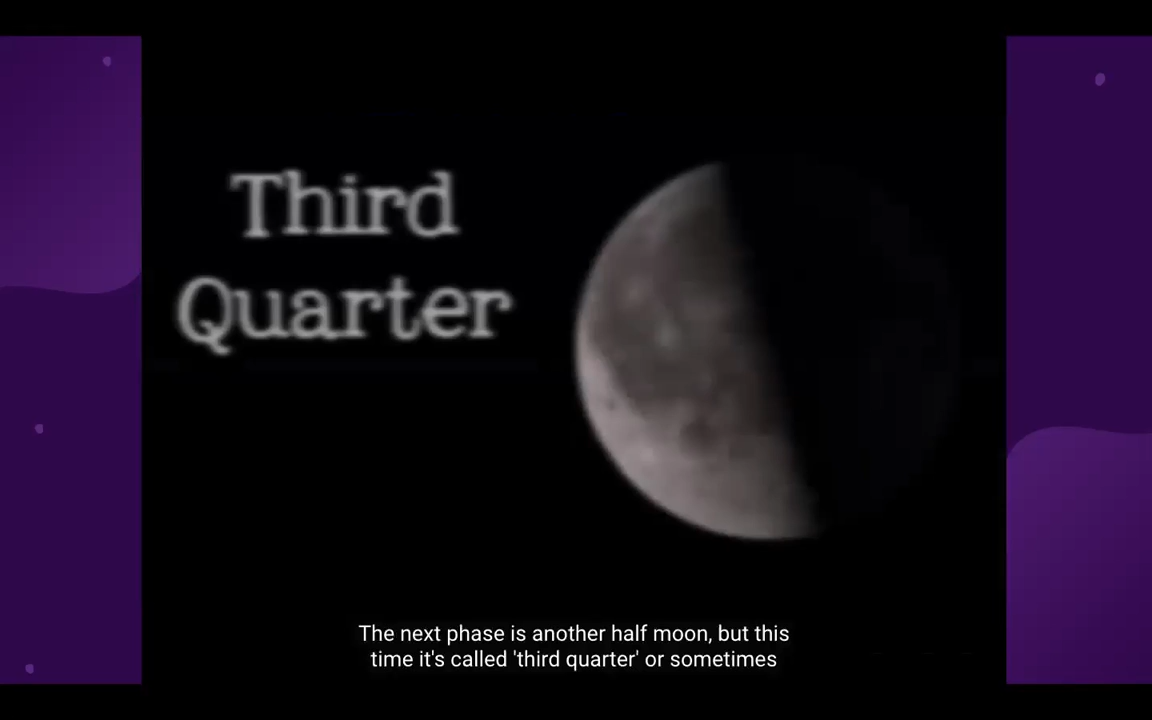 Third
Quarter
The next phase is another half moon, but this
time it's called 'third quarter' or sometimes